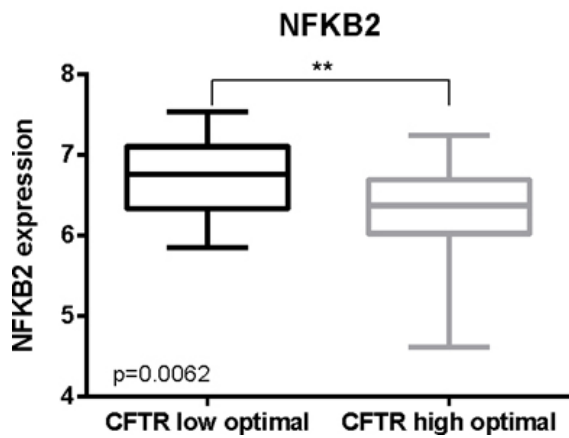 NFKB2
**
8
7
6
5
4
NFKB2 expression
p=0.0062
CFTR low optimal CFTR high optimal